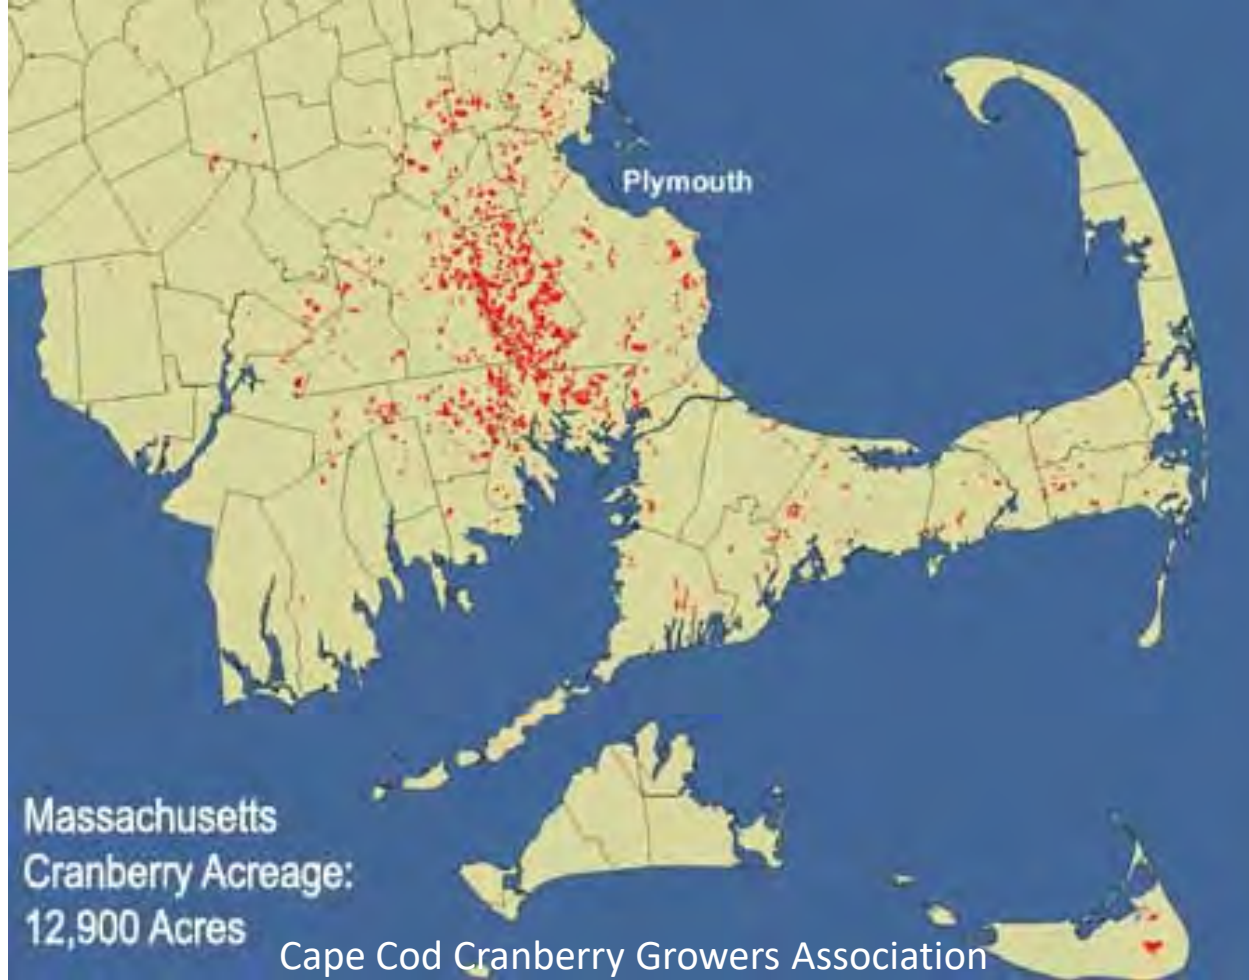 Plymouth
Massachusetts
Cranberry Acreage:
12,900 Acres
Cape Cod Cranberry Growers Association